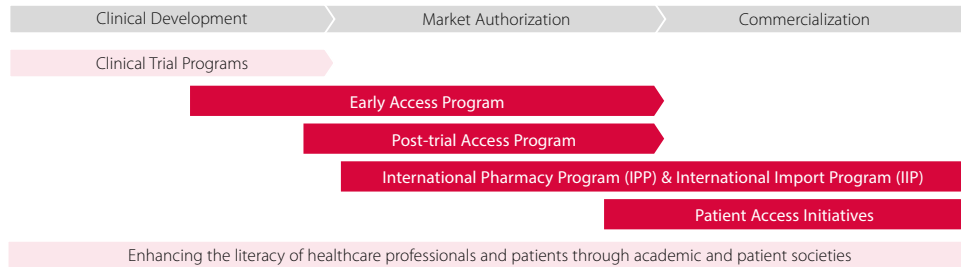 Clinical Development
Market Authorization
Commercialization
Clinical Trial Programs
Early Access Program
Post-trial Access Program
International Pharmacy Program (IPP) & International Import Program (IIP)
Patient Access Initiatives
Enhancing the literacy of healthcare professionals and patients through academic and patient societies